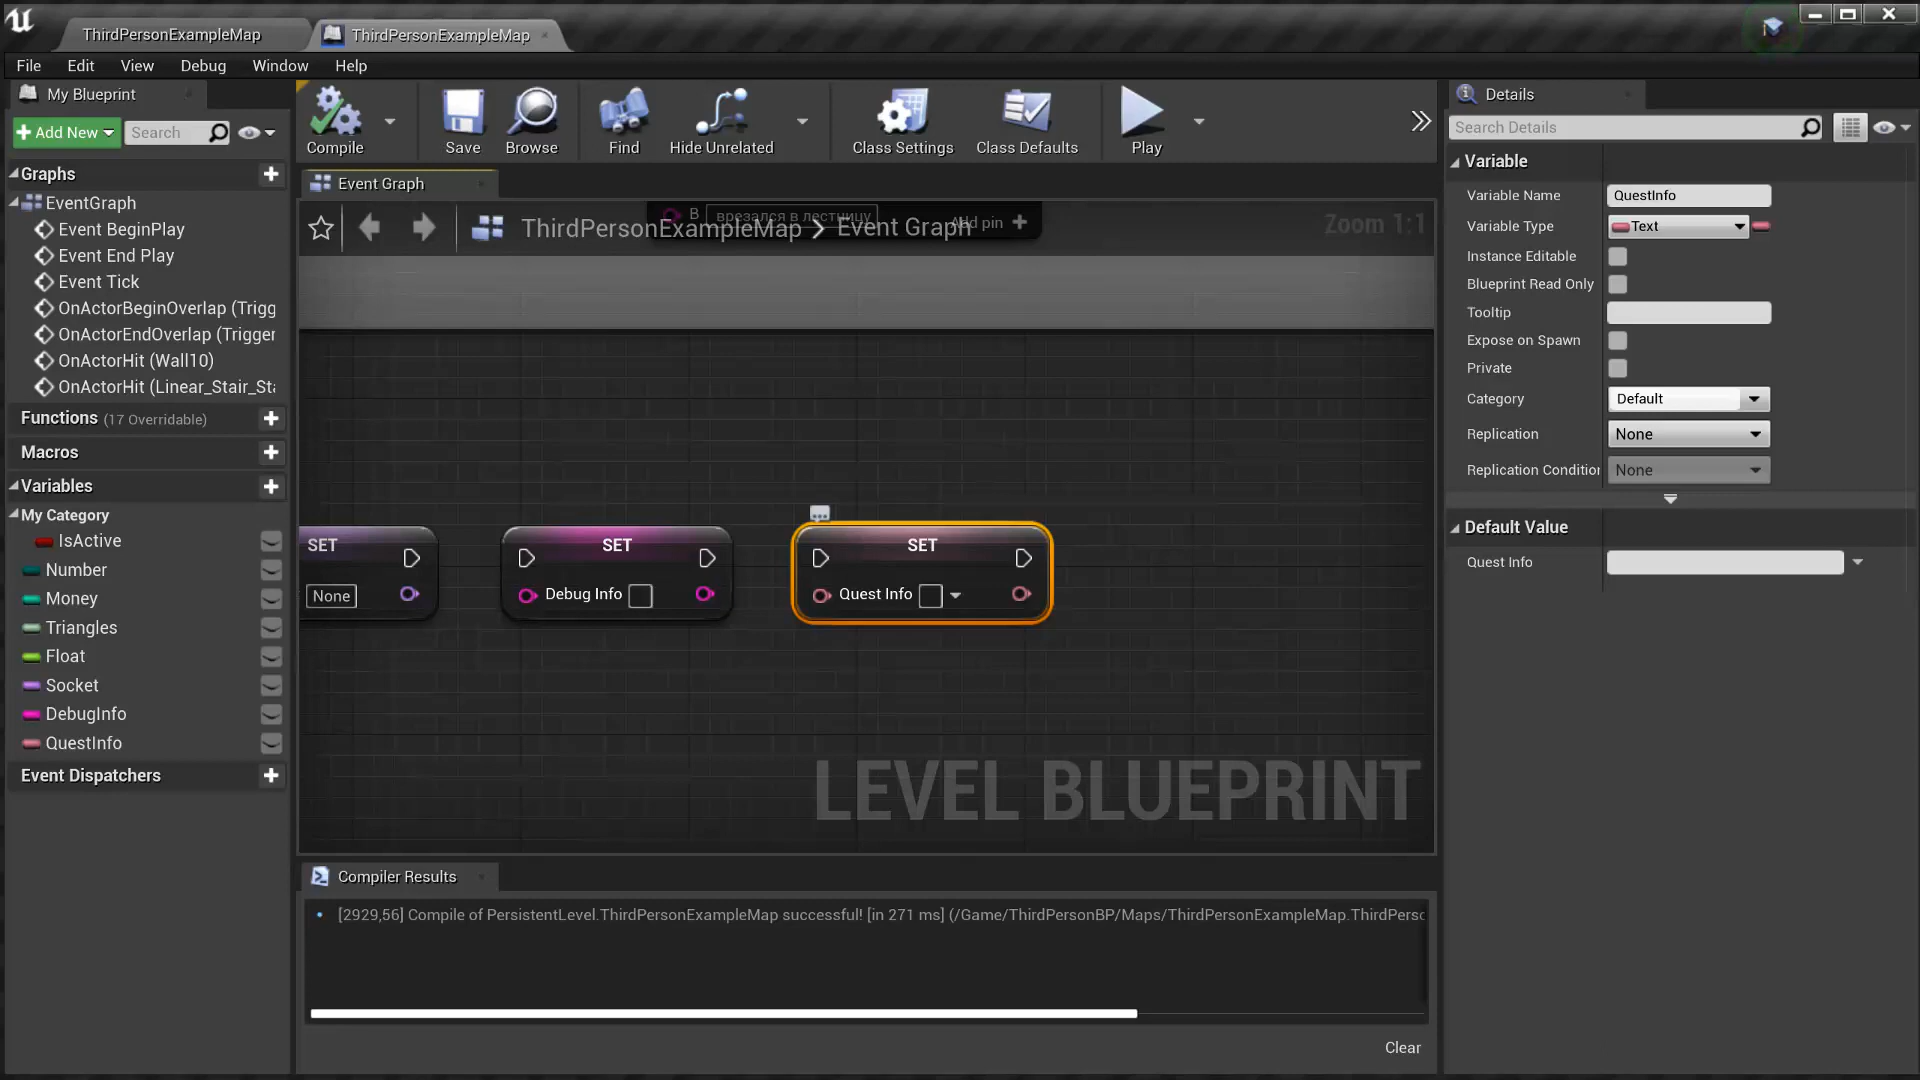 ThirdPersonExampleMap
ThirdPersonExampleMap
File Edit View Debug Window Help
My Blueprint
Add New
Search
Graphs
EventGraph
Event BeginPlay
Event End Play
Event Tick
OnActorBeginOverlap (Trigg
OnActorEndOverlap (Trigger
OnActorHit (Wall10)
OnActorHit (Linear_Stair_Sta
Functions (17 Overridable)
Macros
Variables
My Category
IsActive
Number
Money
Triangles
Float
Socket
DebugInfo
QuestInfo
Event Dispatchers
Compile
Save
Browse
Find
Hide Unrelated
Class Settings
Class Defaults
Play
Event Graph
B врезался в лестницу
Add pin
ThirdPersonExampleMap > Event Graph
Zoom 1:1
SET
None
SET
Debug Info
SET
Quest Info
LEVEL BLUEPRINT
Compiler Results
[2929,56] Compile of PersistentLevel.ThirdPersonExampleMap successful! [in 271 ms] (/Game/ThirdPersonBP/Maps/ThirdPersonExampleMap.ThirdPersc
Clear
Details
Search Details
Variable
Variable Name QuestInfo
Variable Type Text
Instance Editable
Blueprint Read Only
Tooltip
Expose on Spawn
Private
Category Default
Replication None
Replication Condition None
Default Value
Quest Info